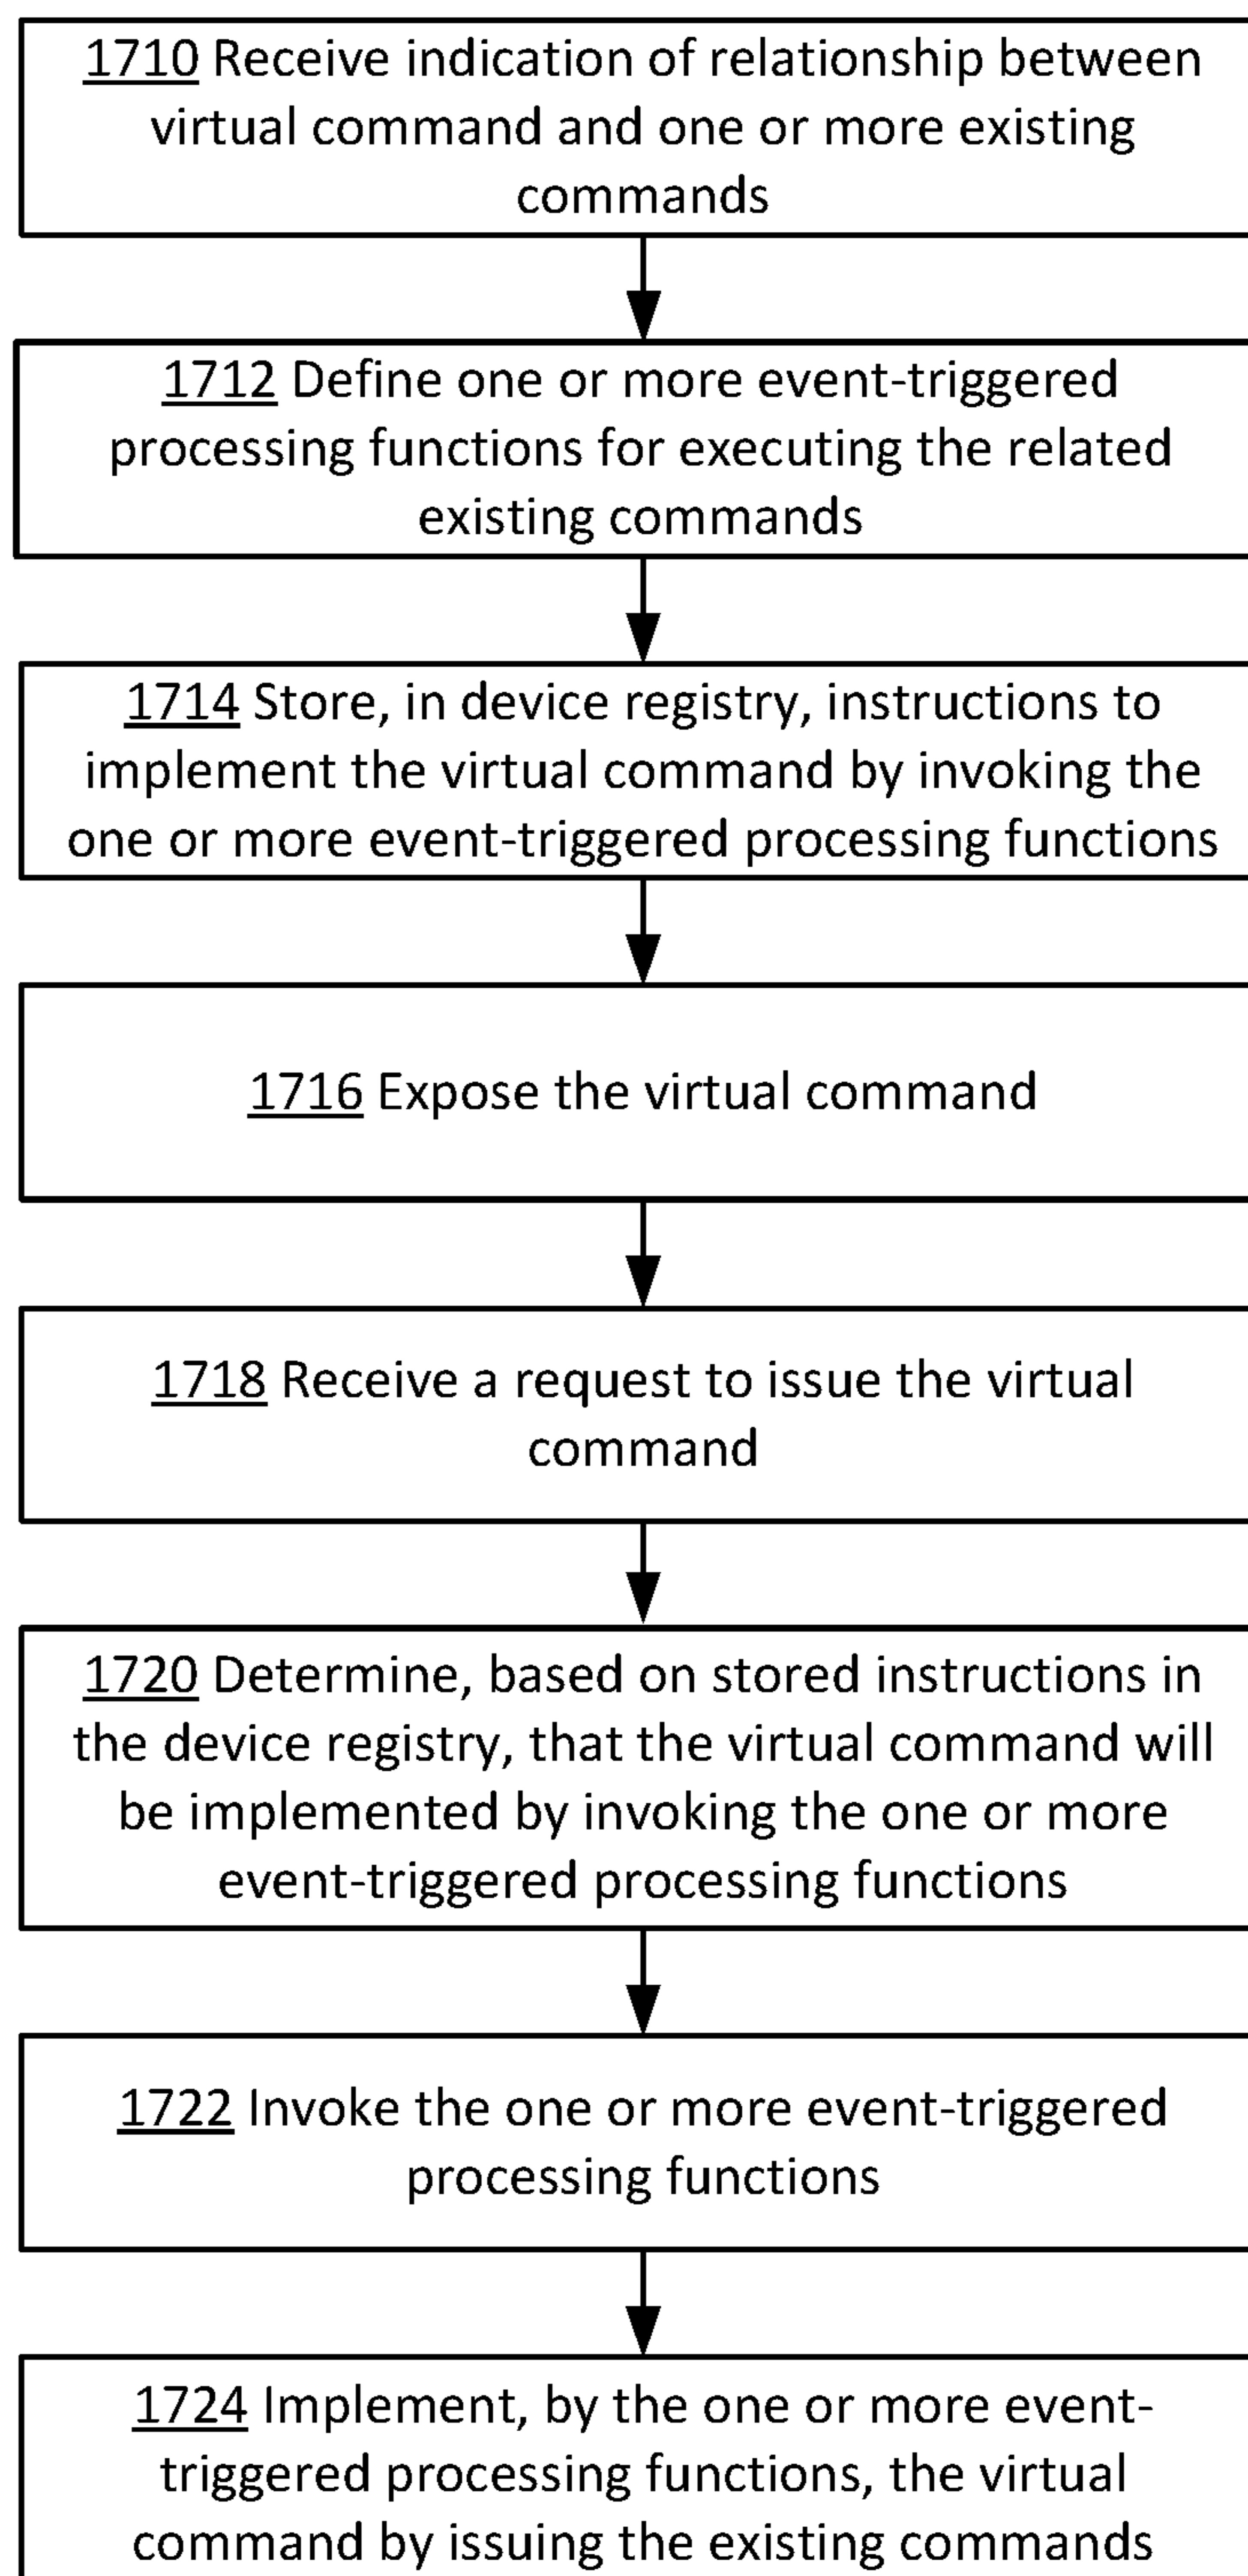 1710 Receive indication of relationship between
virtual command and one or more existing
commands
1712 Define one or more event-triggered
processing functions for executing the related
existing commands
1714 Store, in device registry, instructions to
implement the virtual command by invoking the
one or more event-triggered processing functions
1716 Expose the virtual command
1718 Receive a request to issue the virtual
command
1720 Determine, based on stored instructions in
the device registry, that the virtual command will
be implemented by invoking the one or more
event-triggered processing functions
1722 Invoke the one or more event-triggered
processing functions
1724 Implement, by the one or more event-
triggered processing functions, the virtual
command by issuing the existing commands